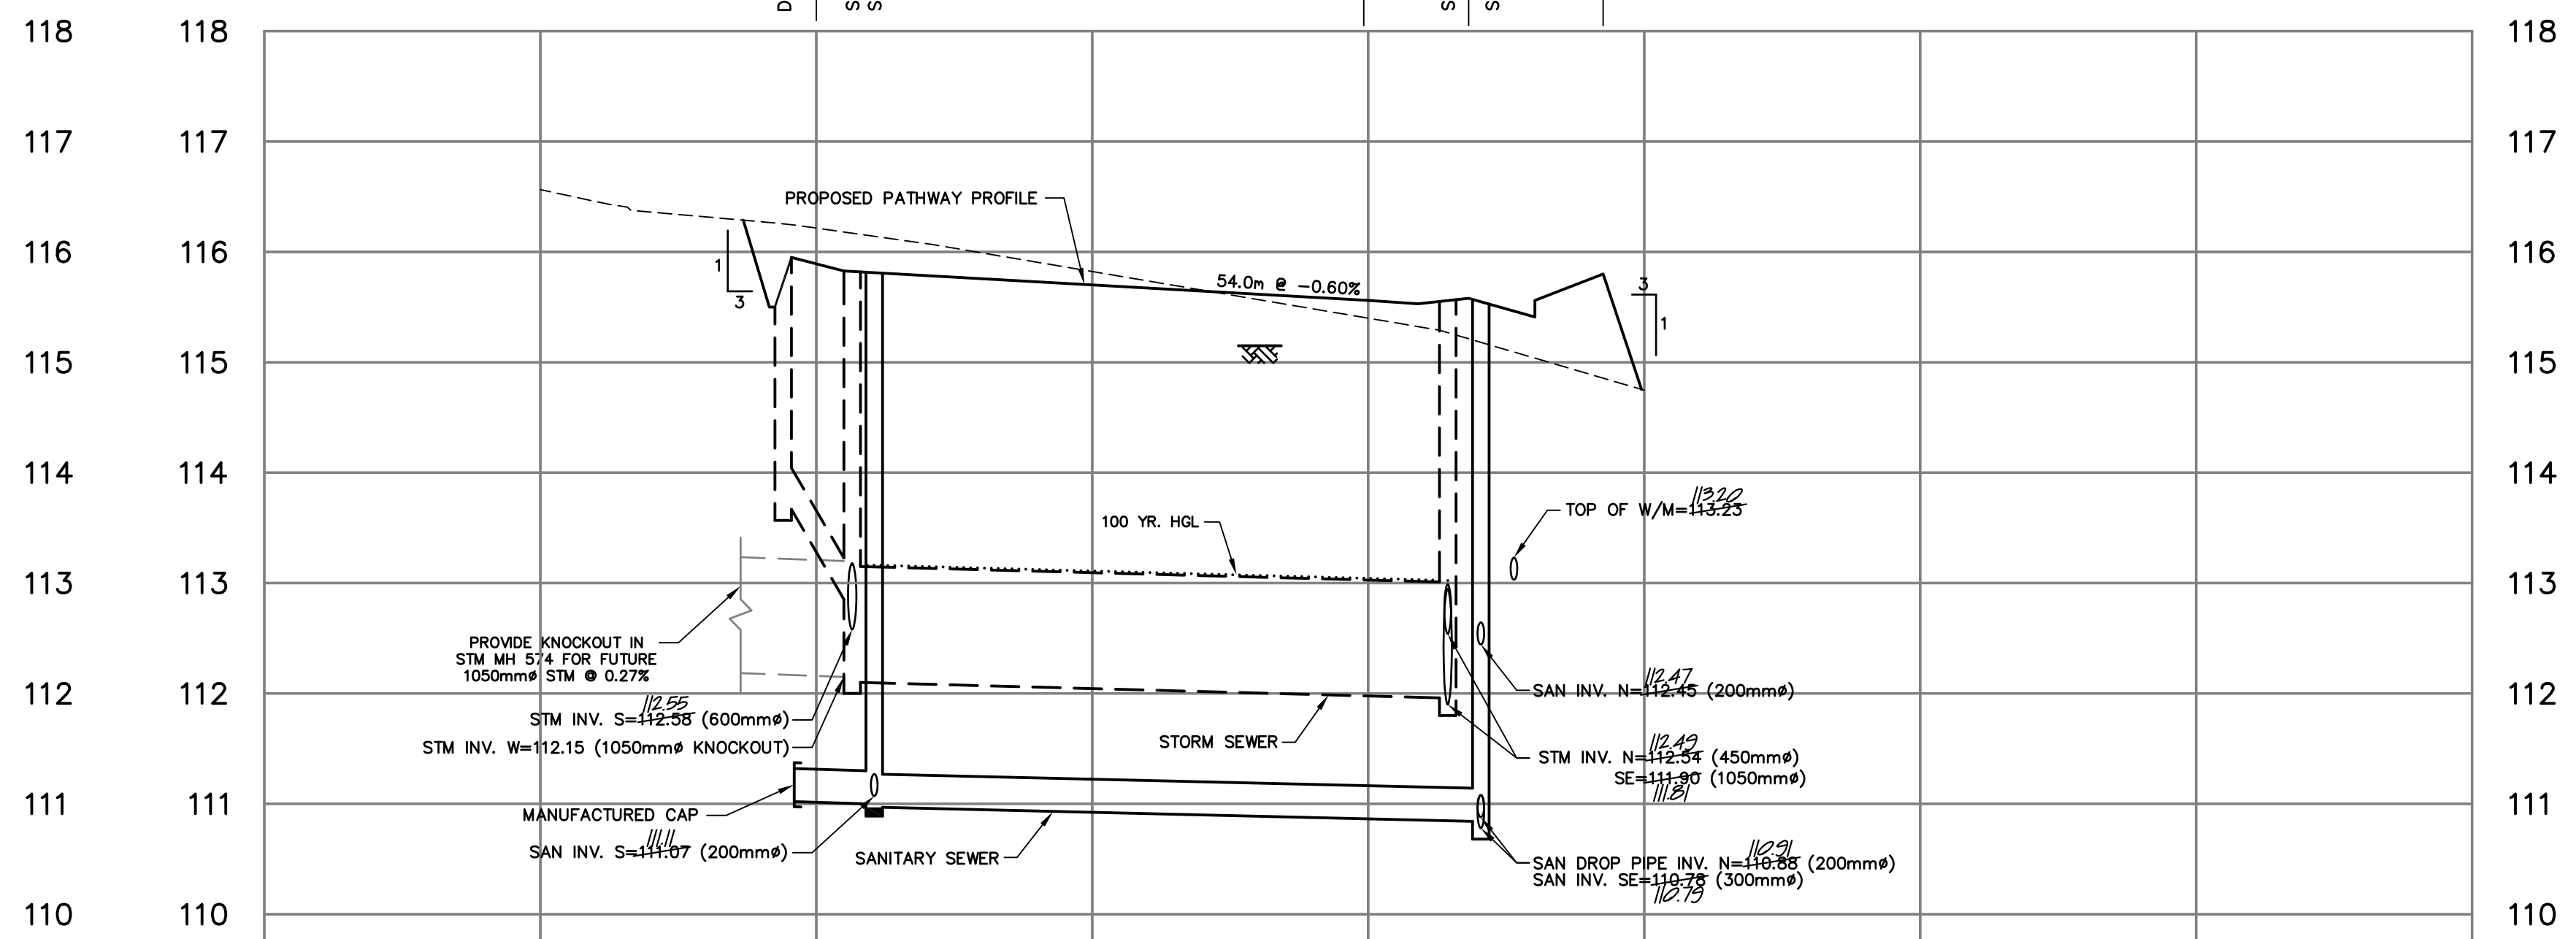 D
S
S
S
S
118 118 118
117 117 117
PROPOSED PATHWAY PROFILE
116 116 116
1
3
54.0m @ -0.60%
3
1
115 115 115
114 114 114
113.20
TOP OF W/M=113.23
100 YR. HGL
113 113 113
PROVIDE KNOCKOUT IN
STM MH 574 FOR FUTURE
1050mmø STM @ 0.27%
112 112 112
112.47
SAN INV. N=112.45 (200mmø)
112.55
STM INV. S=112.58 (600mmø)
STM INV. W=112.15 (1050mmø KNOCKOUT)
STORM SEWER
112.49
STM INV. N=112.54 (450mmø)
SE=111.90 (1050mmø)
111.81
111 111 111
MANUFACTURED CAP
111.11
SAN INV. S=111.07 (200mmø)
SANITARY SEWER
110.91
SAN DROP PIPE INV. N=110.88 (200mmø)
SAN INV. SE=110.78 (300mmø)
110.79
110 110 110